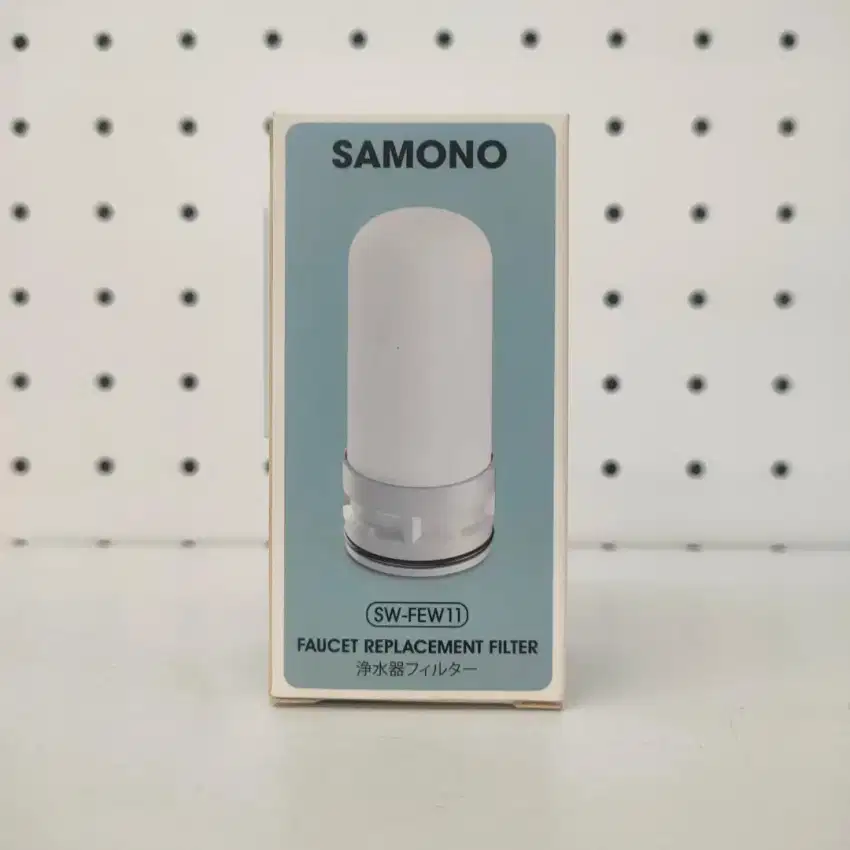 SAMONO
SW-FEW11
FAUCET REPLACEMENT FILTER
浄水器フィルター